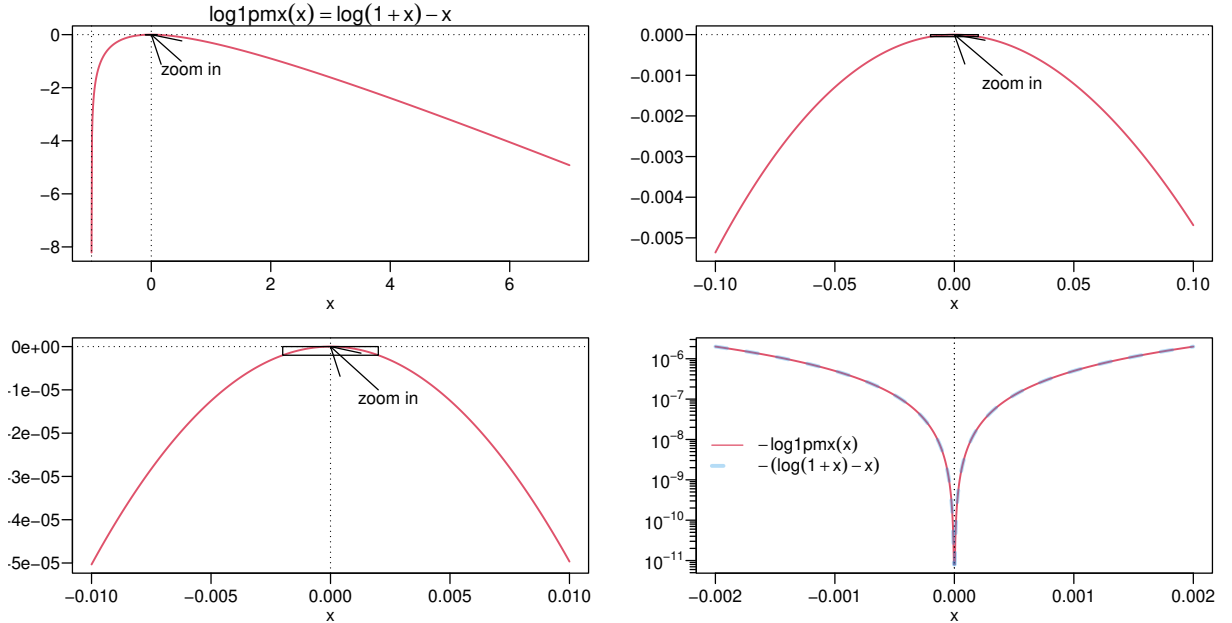 log1pmx(x) = log(1 + x) − x
0
−2
−4
−6
−8
zoom in
0
2
4
6
x
0.000
−0.001
−0.002
−0.003
−0.004
−0.005
zoom in
−0.10
−0.05
0.00
0.05
0.10
x
0e+00
-1e−05
-2e−05
-3e−05
-4e−05
-5e−05
zoom in
−0.010
−0.005
0.000
0.005
0.010
x
10⁻⁶
10⁻⁷
10⁻⁸
10⁻⁹
10⁻¹⁰
10⁻¹¹
− log1pmx(x)
− (log(1 + x) − x)
−0.002
−0.001
0.000
0.001
0.002
x